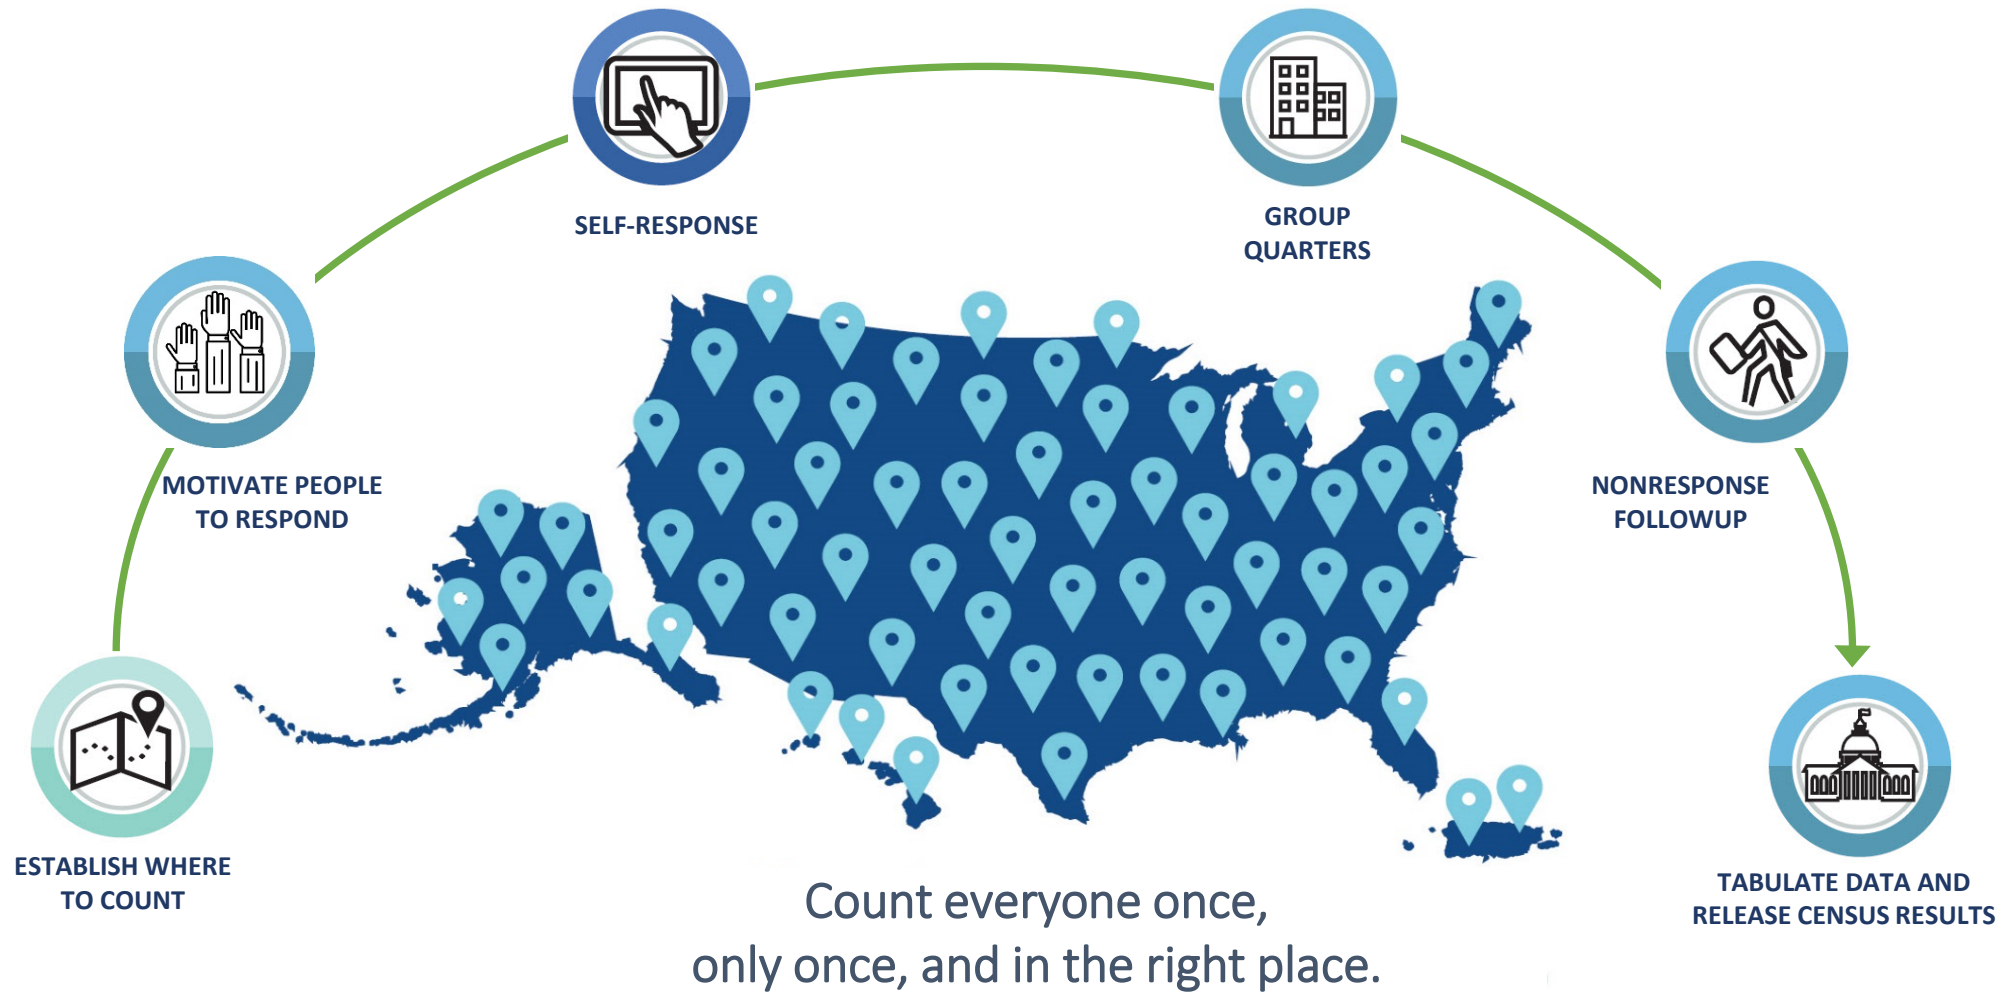 SELF-RESPONSE
GROUP
QUARTERS
MOTIVATE PEOPLE
TO RESPOND
NONRESPONSE
FOLLOWUP
ESTABLISH WHERE
TO COUNT
TABULATE DATA AND
RELEASE CENSUS RESULTS
Count everyone once,
only once, and in the right place.